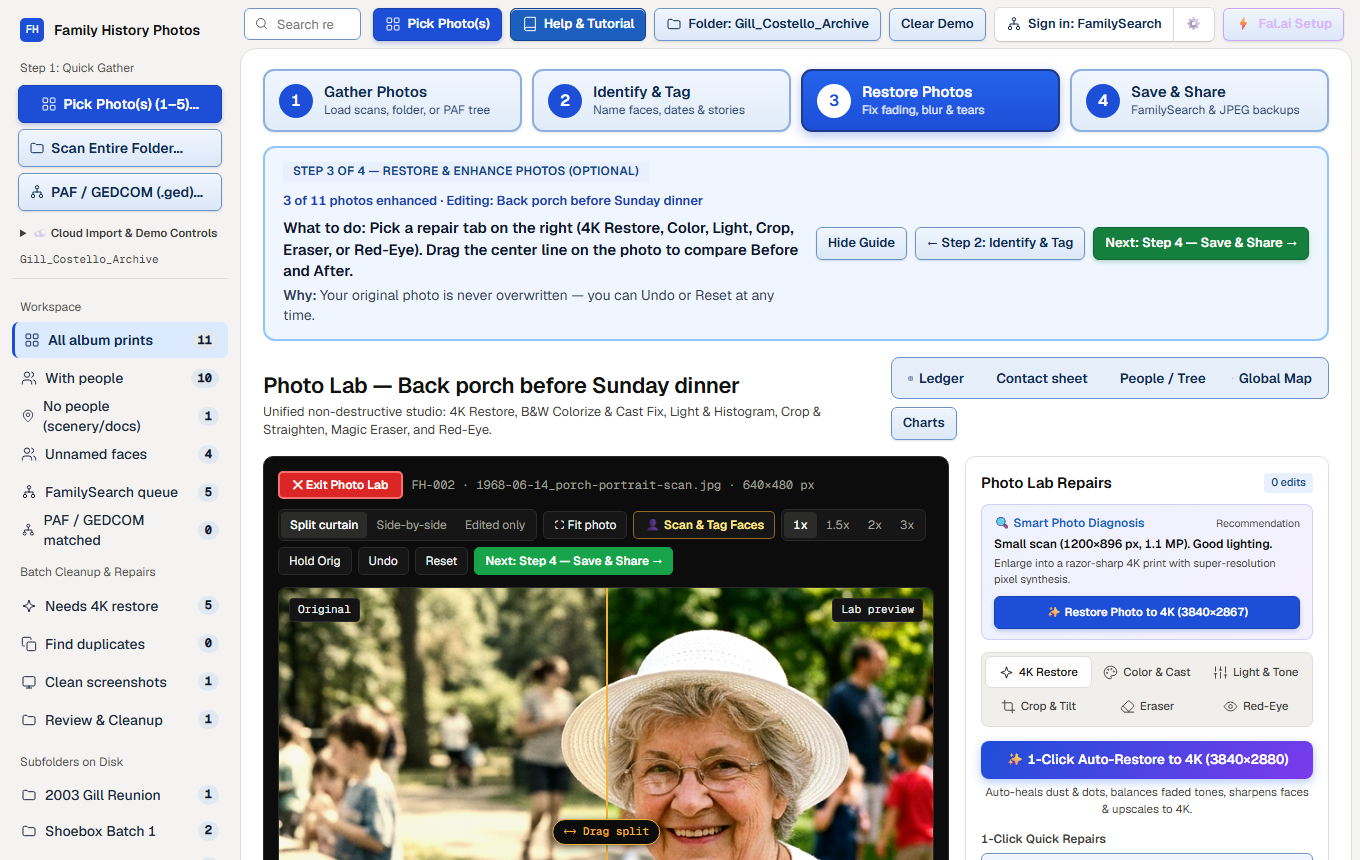 FH Family History Photos
Search re
Pick Photo(s)
Help & Tutorial
Folder: Gill_Costello_Archive
Clear Demo
Sign in: FamilySearch
Fal.ai Setup
Step 1: Quick Gather
Pick Photo(s) (1–5)...
Scan Entire Folder...
PAF / GEDCOM (.ged)...
Cloud Import & Demo Controls
Gill_Costello_Archive
Workspace
All album prints 11
With people 10
No people
(scenery/docs) 1
Unnamed faces 4
FamilySearch queue 5
PAF / GEDCOM
matched 0
Batch Cleanup & Repairs
Needs 4K restore 5
Find duplicates 2
Clean screenshots 1
Review & Cleanup 1
Subfolders on Disk
2003 Gill Reunion 1
Shoebox Batch 1 2
1 Gather Photos
Load scans, folder, or PAF tree
2 Identify & Tag
Name faces, dates & stories
3 Restore Photos
Fix fading, blur & tears
4 Save & Share
FamilySearch & JPEG backups
STEP 3 OF 4 — RESTORE & ENHANCE PHOTOS (OPTIONAL)
3 of 11 photos enhanced · Editing: Back porch before Sunday dinner
What to do: Pick a repair tab on the right (4K Restore, Color, Light, Crop,
Eraser, or Red-Eye). Drag the center line on the photo to compare Before
and After.
Why: Your original photo is never overwritten — you can Undo or Reset at any
time.
Hide Guide
← Step 2: Identify & Tag
Next: Step 4 — Save & Share →
Photo Lab — Back porch before Sunday dinner
Unified non-destructive studio: 4K Restore, B&W Colorize & Cast Fix, Light & Histogram, Crop &
Straighten, Magic Eraser, and Red-Eye.
Ledger
Contact sheet
People / Tree
Global Map
Charts
✕ Exit Photo Lab
FH-002 · 1968-06-14_porch-portrait-scan.jpg · 640×480 px
Split curtain
Side-by-side
Edited only
Fit photo
Scan & Tag Faces
1x
1.5x
2x
3x
Hold Orig
Undo
Reset
Next: Step 4 — Save & Share →
Original
Lab preview
↔ Drag split
Photo Lab Repairs
0 edits
Smart Photo Diagnosis
Recommendation
Small scan (1200×896 px, 1.1 MP). Good lighting.
Enlarge into a razor-sharp 4K print with super-resolution
pixel synthesis.
Restore Photo to 4K (3840×2867)
4K Restore
Color & Cast
Light & Tone
Crop & Tilt
Eraser
Red-Eye
1-Click Auto-Restore to 4K (3840×2880)
Auto-heals dust & dots, balances faded tones, sharpens faces
& upscales to 4K.
1-Click Quick Repairs